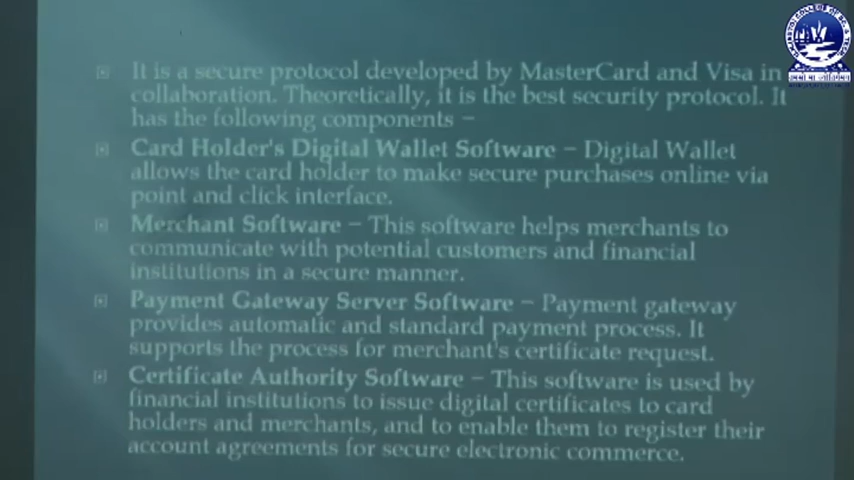 It is a secure protocol developed by MasterCard and Visa in
collaboration. Theoretically, it is the best security protocol. It
has the following components –
Card Holder's Digital Wallet Software – Digital Wallet
allows the card holder to make secure purchases online via
point and click interface.
Merchant Software – This software helps merchants to
communicate with potential customers and financial
institutions in a secure manner.
Payment Gateway Server Software – Payment gateway
provides automatic and standard payment process. It
supports the process for merchant's certificate request.
Certificate Authority Software – This software is used by
financial institutions to issue digital certificates to card
holders and merchants, and to enable them to register their
account agreements for secure electronic commerce.